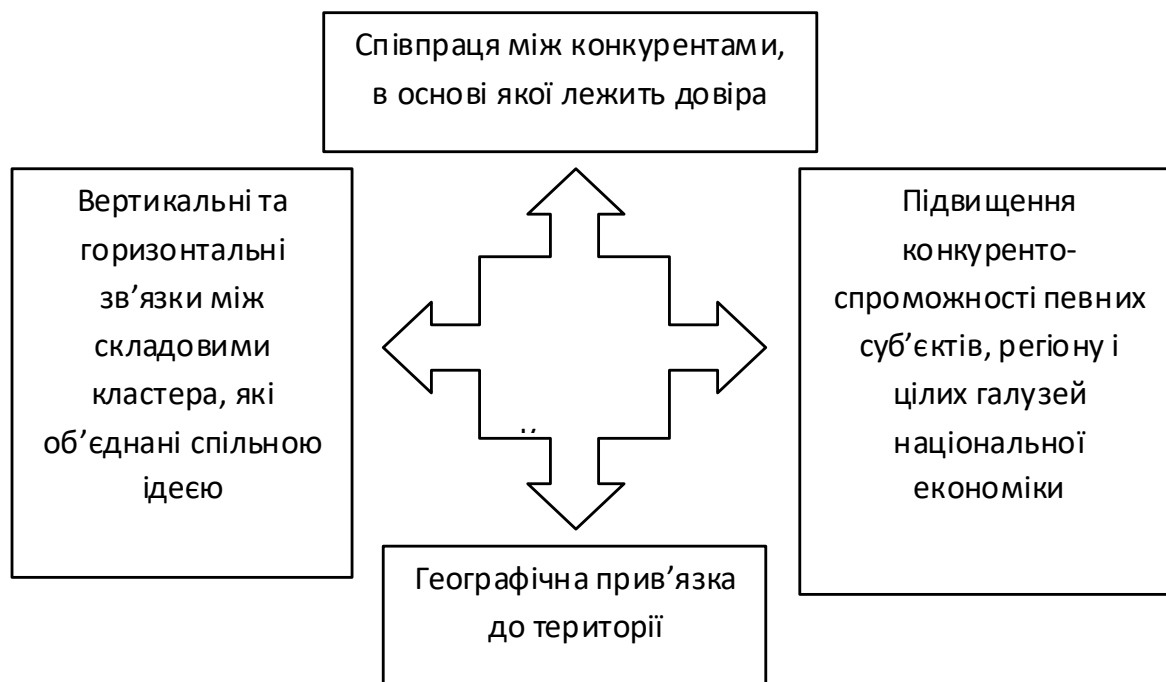 Співпраця між конкурентами,
в основі якої лежить довіра
Вертикальні та
горизонтальні
зв’язки між
складовими
кластера, які
об’єднані спільною
ідеєю
Підвищення
конкуренто-
спроможності певних
суб’єктів, регіону і
цілих галузей
національної
економіки
Географічна прив’язка
до території